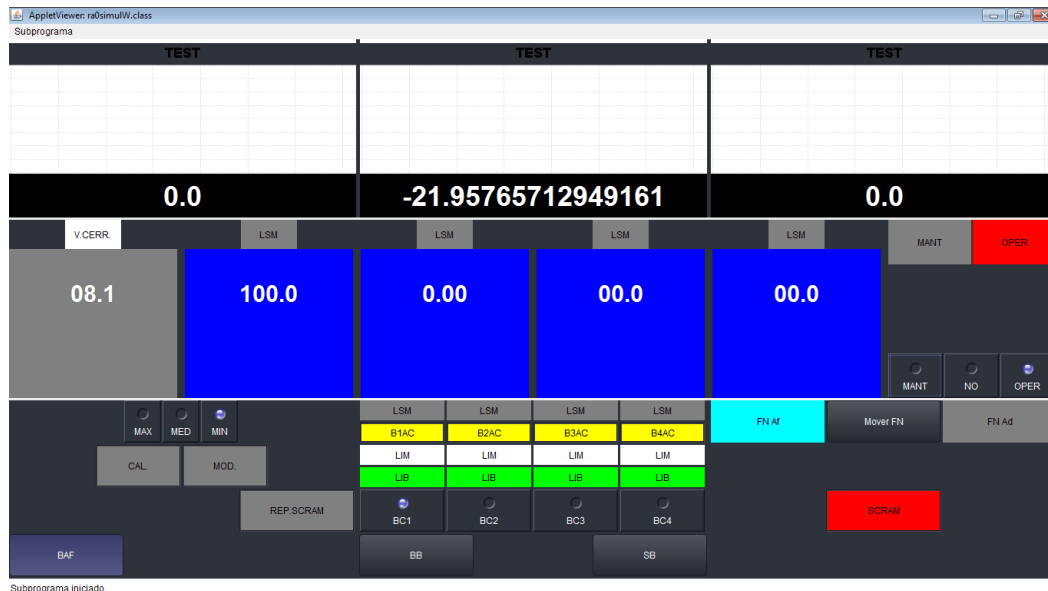 AppletViewer: ra0simulW.class
Subprograma
TEST TEST TEST
0.0 -21.95765712949161 0.0
V.CERR. LSM LSM LSM LSM MANT OPER
08.1 100.0 0.00 00.0 00.0
MANT NO OPER
MAX MED MIN LSM LSM LSM LSM FN Af Mover FN FN Ad
B1AC B2AC B3AC B4AC
CAL. MOD. LIM LIM LIM LIM
LIB LIB LIB LIB
REP.SCRAM BC1 BC2 BC3 BC4 SCRAM
BAF BB SB
Subprograma iniciado